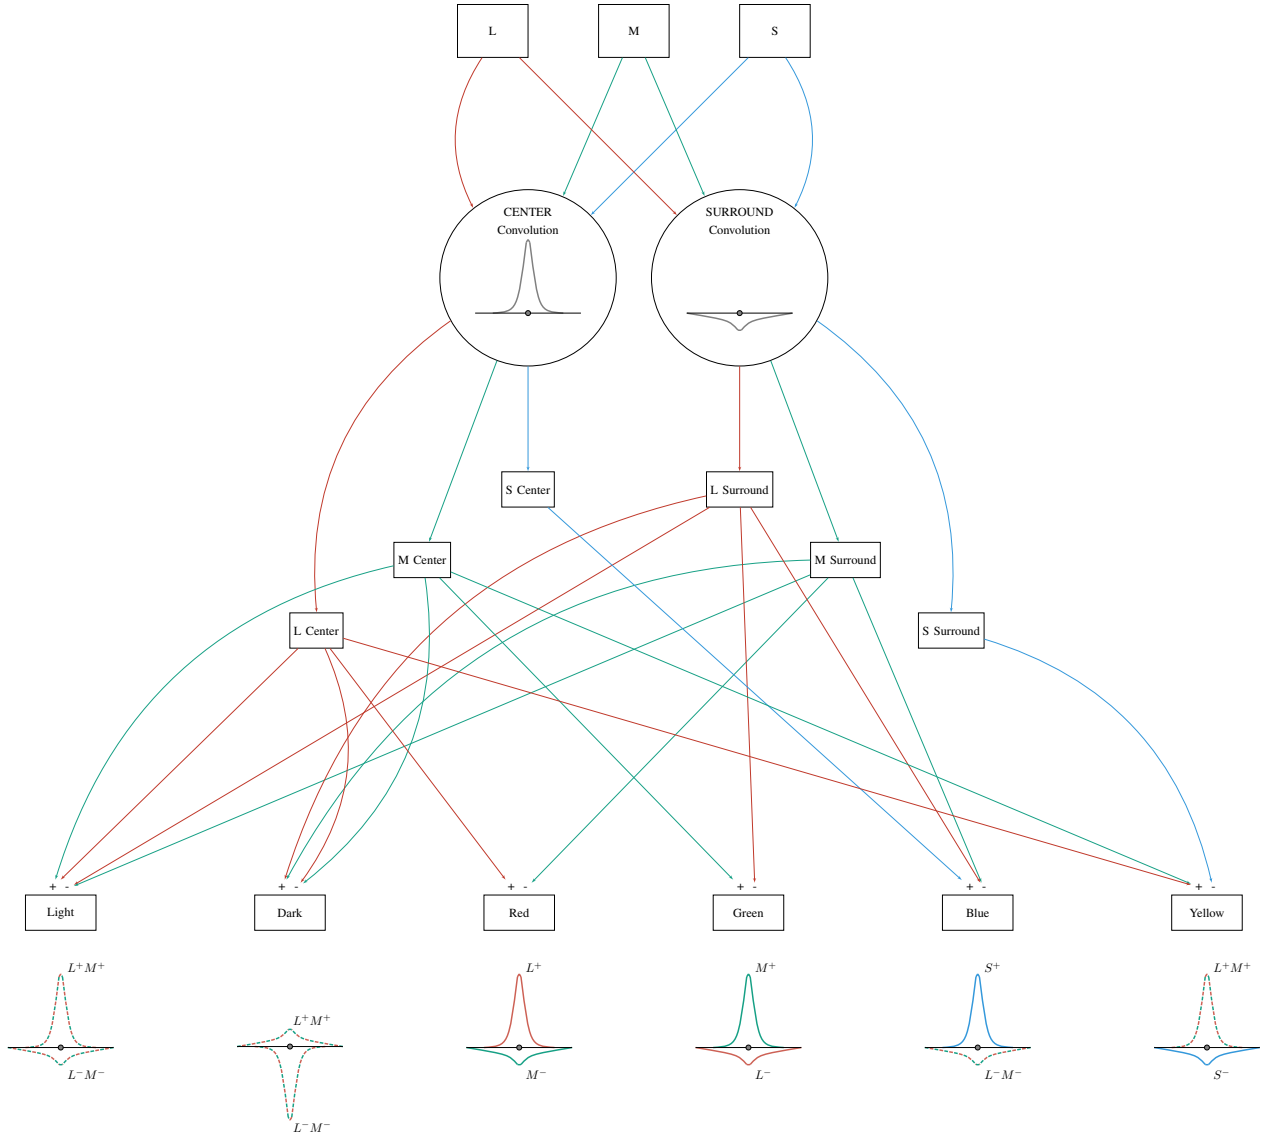 L
M
S
CENTER
Convolution
SURROUND
Convolution
S Center
L Surround
M Center
M Surround
L Center
S Surround
+ -
+ -
+ -
+ -
+ -
+ -
Light
Dark
Red
Green
Blue
Yellow
L⁺M⁺
L⁺
M⁺
S⁺
L⁺M⁺
L⁺M⁺
L⁻M⁻
M⁻
L⁻
L⁻M⁻
S⁻
L⁻M⁻